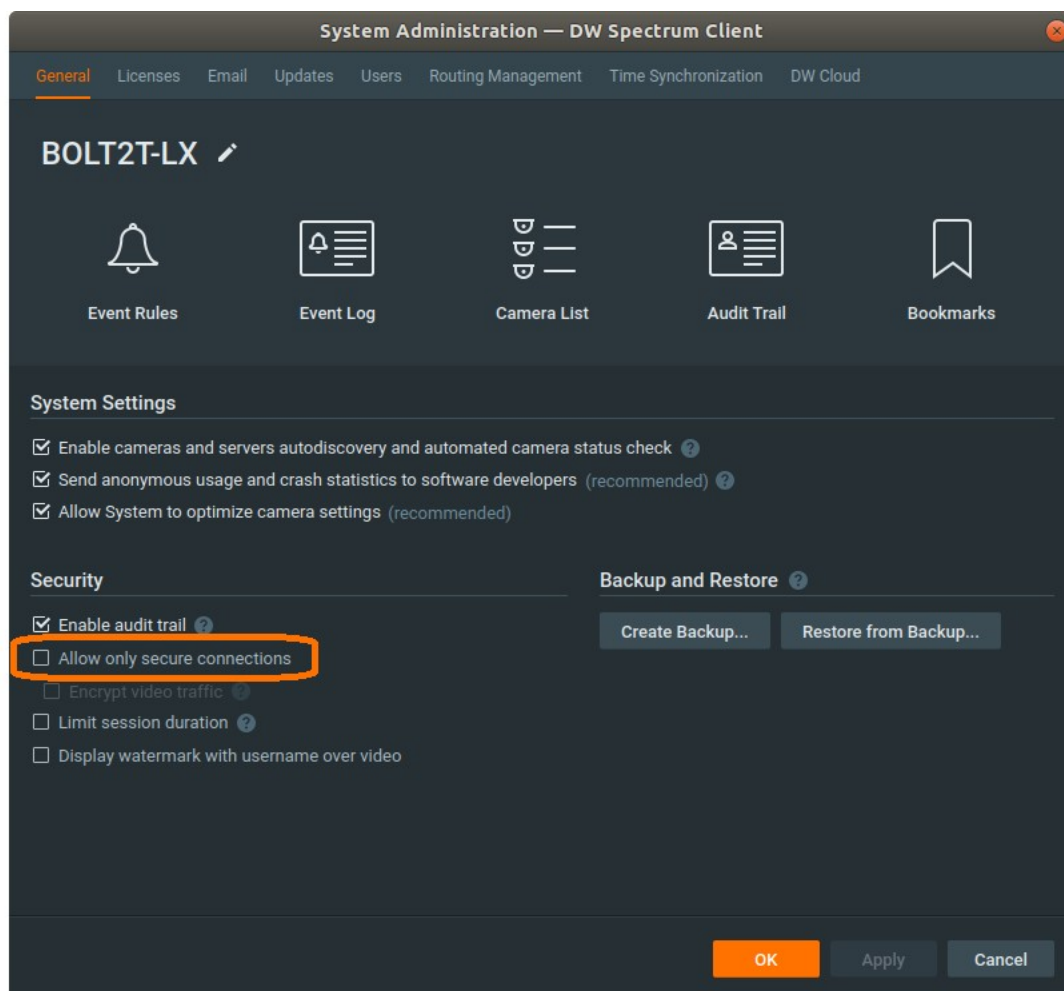 System Administration — DW Spectrum Client
General Licenses Email Updates Users Routing Management Time Synchronization DW Cloud
BOLT2T-LX
Event Rules Event Log Camera List Audit Trail Bookmarks
System Settings
Enable cameras and servers autodiscovery and automated camera status check ?
Send anonymous usage and crash statistics to software developers (recommended) ?
Allow System to optimize camera settings (recommended)
Security
Enable audit trail ?
Allow only secure connections
Encrypt video traffic ?
Limit session duration ?
Display watermark with username over video
Backup and Restore ?
Create Backup... Restore from Backup...
OK Apply Cancel